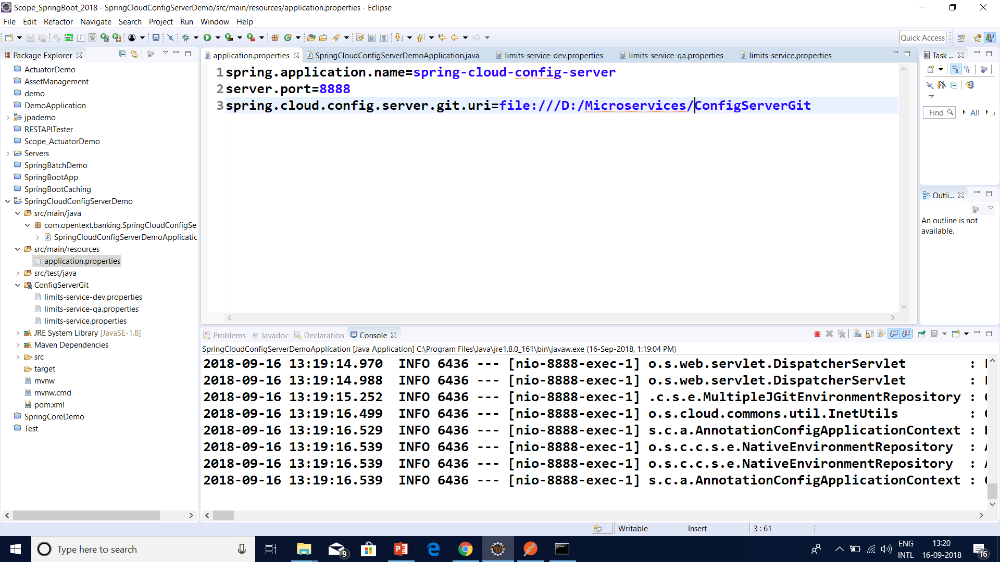 Scope_SpringBoot_2018 - SpringCloudConfigServerDemo/src/main/resources/application.properties - Eclipse
File Edit Refactor Navigate Search Project Run Window Help
Quick Access
Package Explorer
ActuatorDemo
AssetManagement
demo
DemoApplication
jpademo
RESTAPITester
Scope_ActuatorDemo
Servers
SpringBatchDemo
SpringBootApp
SpringBootCaching
SpringCloudConfigServerDemo
src/main/java
com.opentext.banking.SpringCloudConfigSe
SpringCloudConfigServerDemoApplicatic
src/main/resources
application.properties
src/test/java
ConfigServerGit
limits-service-dev.properties
limits-service-qa.properties
limits-service.properties
JRE System Library [JavaSE-1.8]
Maven Dependencies
src
target
mvnw
mvnw.cmd
pom.xml
SpringCoreDemo
Test
application.properties SpringCloudConfigServerDemoApplication.java limits-service-dev.properties limits-service-qa.properties limits-service.properties
1 spring.application.name=spring-cloud-config-server
2 server.port=8888
3 spring.cloud.config.server.git.uri=file:///D:/Microservices/ConfigServerGit
Task ...
Find All
Outli...
An outline is not
available.
Problems @ Javadoc Declaration Console
SpringCloudConfigServerDemoApplication [Java Application] C:\Program Files\Java\jre1.8.0_161\bin\javaw.exe (16-Sep-2018, 1:19:04 PM)
2018-09-16 13:19:14.970 INFO 6436 --- [nio-8888-exec-1] o.s.web.servlet.DispatcherServlet :
2018-09-16 13:19:14.988 INFO 6436 --- [nio-8888-exec-1] o.s.web.servlet.DispatcherServlet :
2018-09-16 13:19:15.252 INFO 6436 --- [nio-8888-exec-1] .c.s.e.MultipleJGitEnvironmentRepository :
2018-09-16 13:19:16.499 INFO 6436 --- [nio-8888-exec-1] o.s.cloud.commons.util.InetUtils :
2018-09-16 13:19:16.529 INFO 6436 --- [nio-8888-exec-1] s.c.a.AnnotationConfigApplicationContext :
2018-09-16 13:19:16.539 INFO 6436 --- [nio-8888-exec-1] o.s.c.c.s.e.NativeEnvironmentRepository :
2018-09-16 13:19:16.539 INFO 6436 --- [nio-8888-exec-1] o.s.c.c.s.e.NativeEnvironmentRepository :
2018-09-16 13:19:16.539 INFO 6436 --- [nio-8888-exec-1] s.c.a.AnnotationConfigApplicationContext :
Writable Insert 3 : 61
Type here to search
9
ENG
INTL
13:20
16-09-2018
16